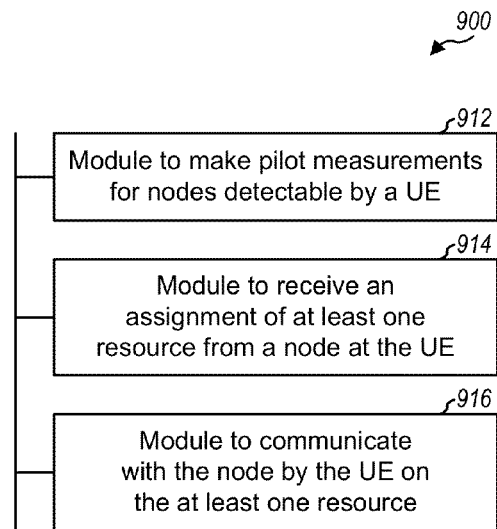 900
912
Module to make pilot measurements
for nodes detectable by a UE
914
Module to receive an
assignment of at least one
resource from a node at the UE
916
Module to communicate
with the node by the UE on
the at least one resource